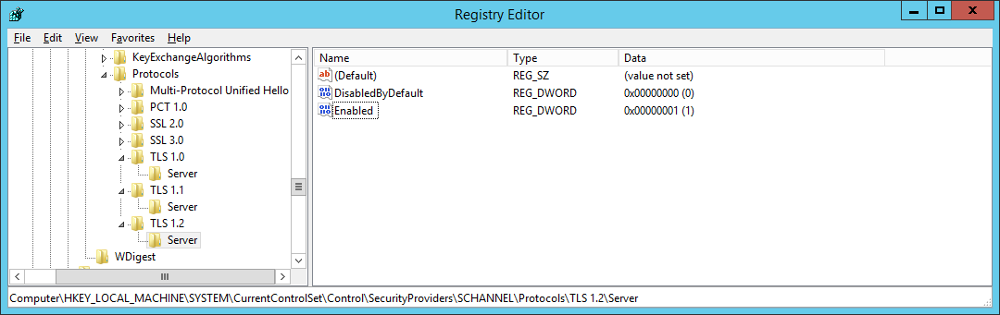 Registry Editor
File Edit View Favorites Help
KeyExchangeAlgorithms
Protocols
Multi-Protocol Unified Hello
PCT 1.0
SSL 2.0
SSL 3.0
TLS 1.0
Server
TLS 1.1
Server
TLS 1.2
Server
WDigest
Name Type Data
ab (Default) REG_SZ (value not set)
DisabledByDefault REG_DWORD 0x00000000 (0)
Enabled REG_DWORD 0x00000001 (1)
Computer\HKEY_LOCAL_MACHINE\SYSTEM\CurrentControlSet\Control\SecurityProviders\SCHANNEL\Protocols\TLS 1.2\Server